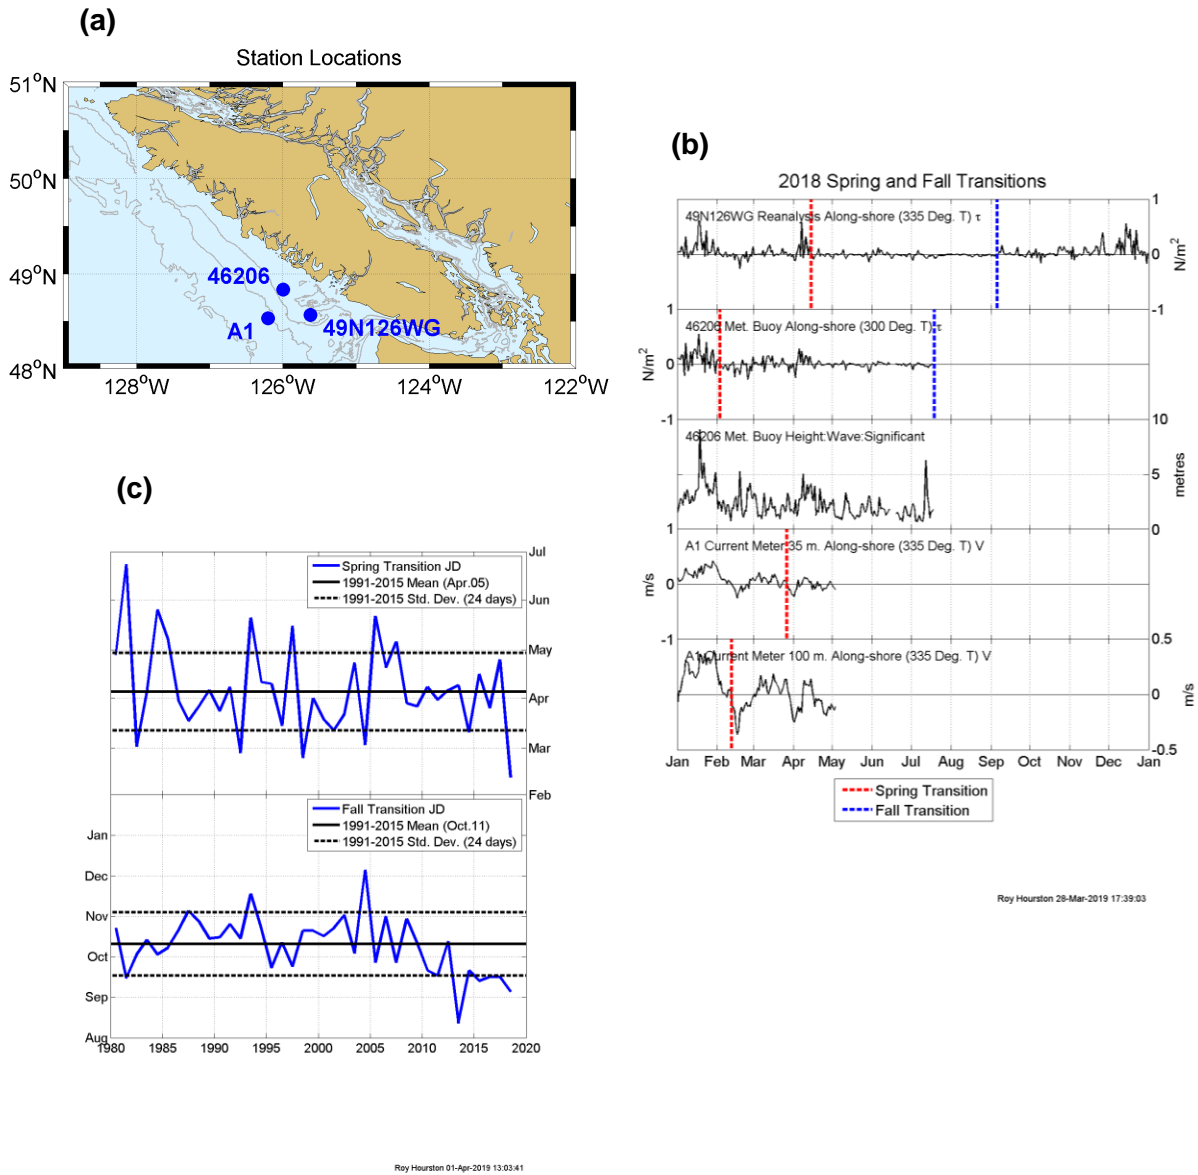 (a)
Station Locations
51°N
50°N
49°N
48°N
46206
A1
49N126WG
128°W
126°W
124°W
122°W
(b)
2018 Spring and Fall Transitions
49N126WG Reanalysis Along-shore (335 Deg. T) τ
1
N/m²
-1
46206 Met. Buoy Along-shore (300 Deg. T) τ
1
0
-1
N/m²
46206 Met. Buoy Height:Wave:Significant
10
5
0
metres
A1 Current Meter 35 m. Along-shore (335 Deg. T) V
1
0
-1
m/s
A1 Current Meter 100 m. Along-shore (335 Deg. T) V
0.5
0
-0.5
m/s
Jan Feb Mar Apr May Jun Jul Aug Sep Oct Nov Dec Jan
Spring Transition
Fall Transition
Roy Hourston 28-Mar-2019 17:39:03
(c)
Spring Transition JD
1991-2015 Mean (Apr.05)
1991-2015 Std. Dev. (24 days)
Jul
Jun
May
Apr
Mar
Feb
Fall Transition JD
1991-2015 Mean (Oct.11)
1991-2015 Std. Dev. (24 days)
Jan
Dec
Nov
Oct
Sep
Aug
1980 1985 1990 1995 2000 2005 2010 2015 2020
Roy Hourston 01-Apr-2019 13:03:41